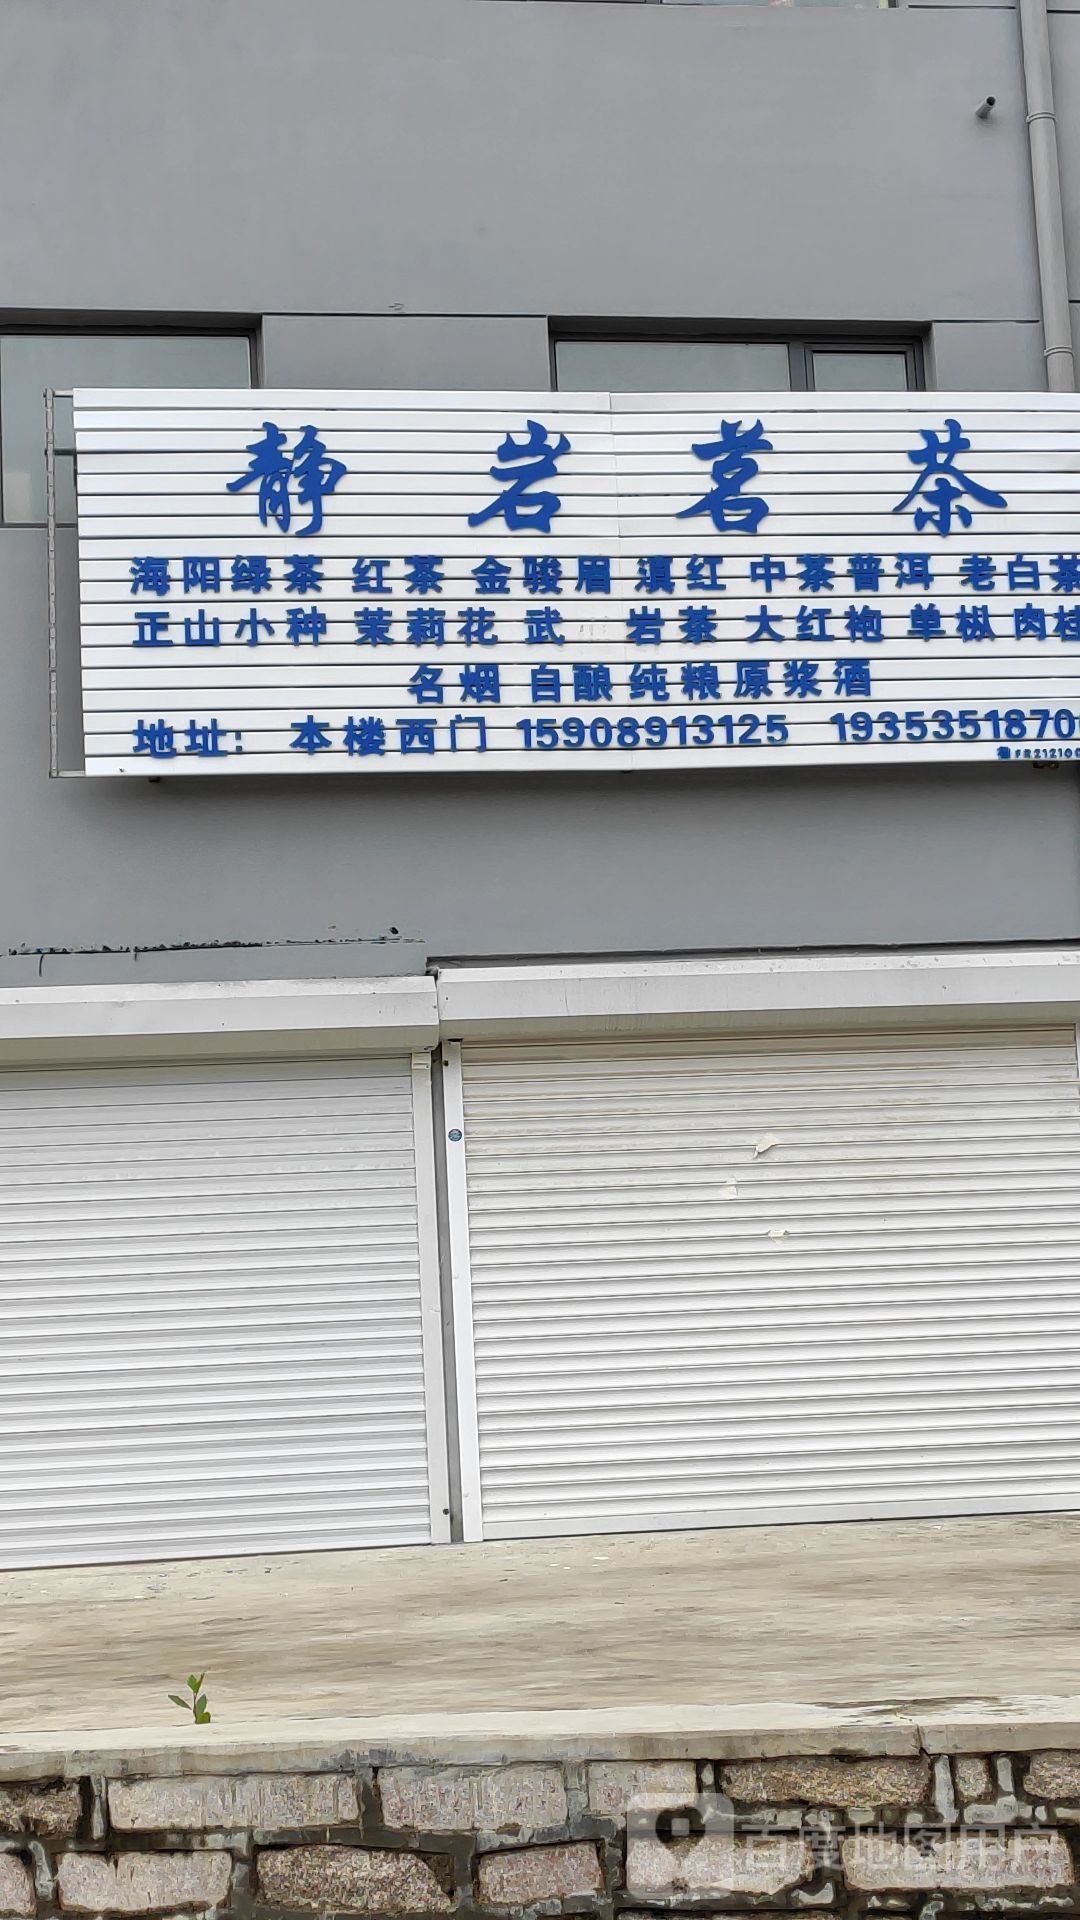 静岩茗茶
海阳绿茶 红茶 金骏眉 滇红 中茶普洱 老白茶
正山小种 茉莉花 武 岩茶 大红袍 单枞 肉桂
名烟 自酿纯粮原浆酒
地址: 本楼西门 15908913125 1935351870
FR21210
百度地图用户